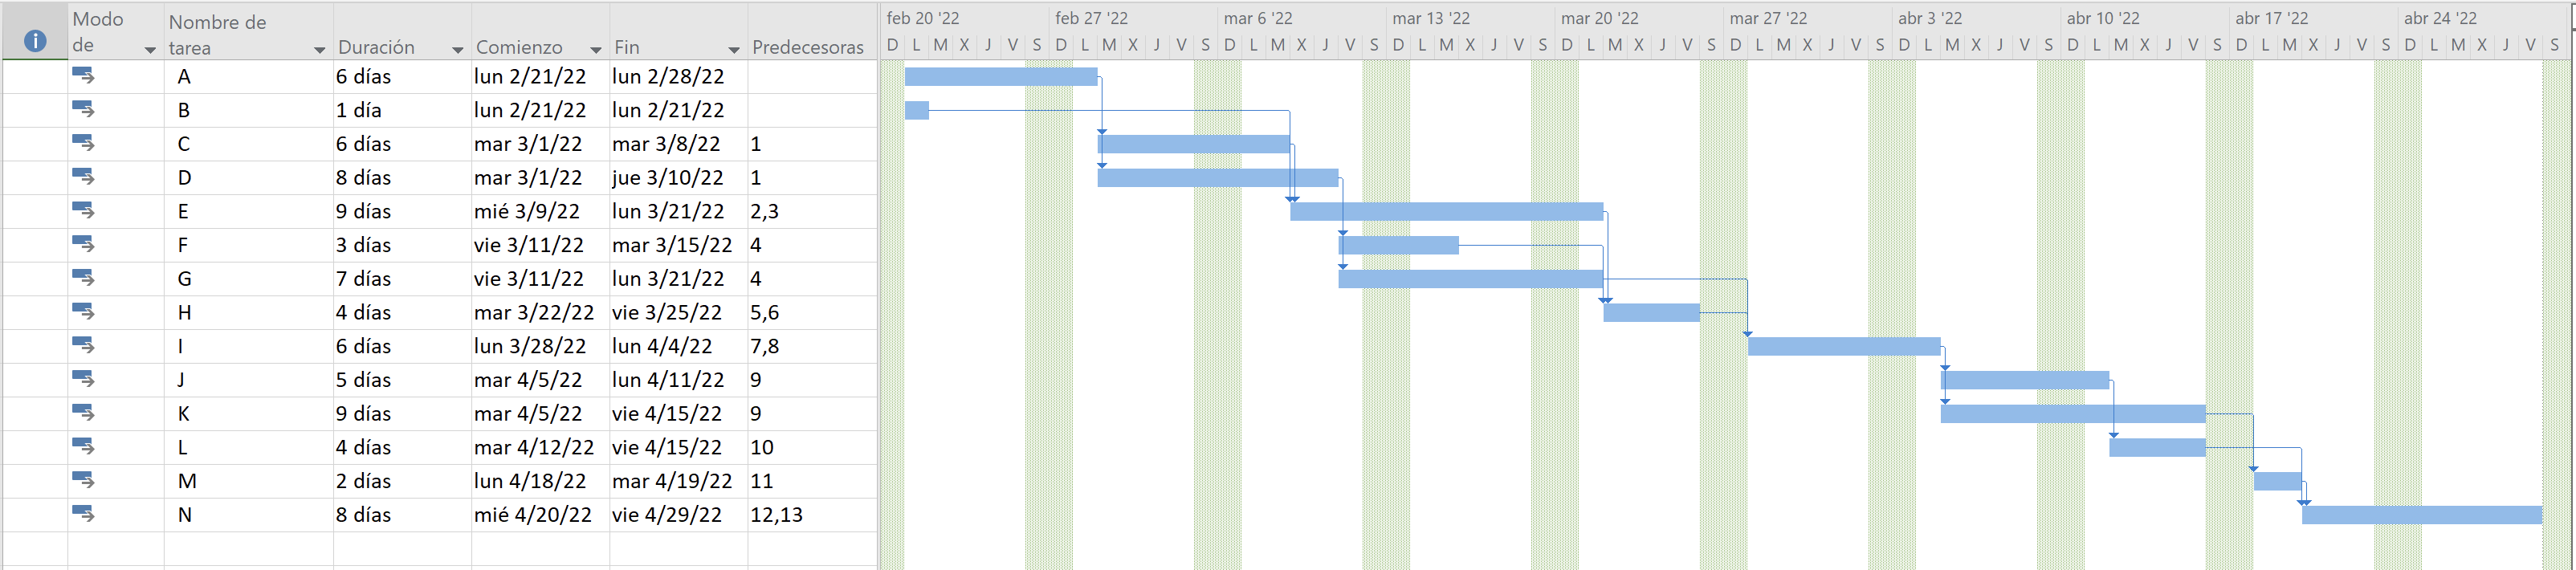 Modo de
Nombre de tarea
Duración
Comienzo
Fin
Predecesoras
feb 20 '22 feb 27 '22 mar 6 '22 mar 13 '22 mar 20 '22 mar 27 '22 abr 3 '22 abr 10 '22 abr 17 '22 abr 24 '22
D L M X J V S D L M X J V S D L M X J V S D L M X J V S D L M X J V S D L M X J V S D L M X J V S D L M X J V S D L M X J V S D L M X J V S
A 6 días lun 2/21/22 lun 2/28/22
B 1 día lun 2/21/22 lun 2/21/22
C 6 días mar 3/1/22 mar 3/8/22 1
D 8 días mar 3/1/22 jue 3/10/22 1
E 9 días mié 3/9/22 lun 3/21/22 2,3
F 3 días vie 3/11/22 mar 3/15/22 4
G 7 días vie 3/11/22 lun 3/21/22 4
H 4 días mar 3/22/22 vie 3/25/22 5,6
I 6 días lun 3/28/22 lun 4/4/22 7,8
J 5 días mar 4/5/22 lun 4/11/22 9
K 9 días mar 4/5/22 vie 4/15/22 9
L 4 días mar 4/12/22 vie 4/15/22 10
M 2 días lun 4/18/22 mar 4/19/22 11
N 8 días mié 4/20/22 vie 4/29/22 12,13